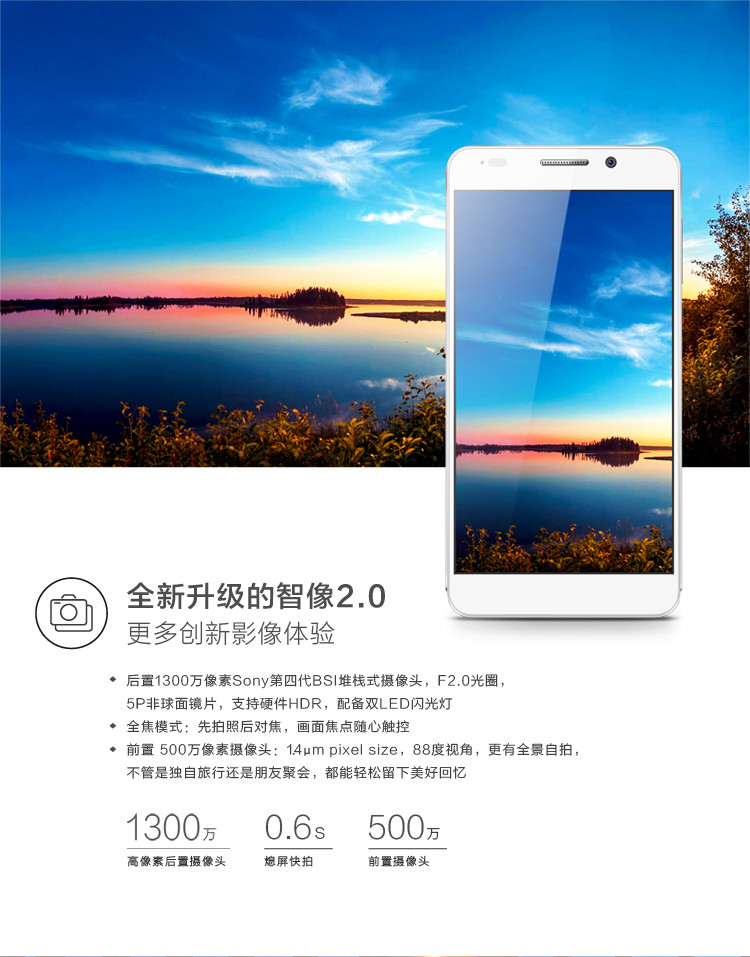 全新升级的智像2.0
更多创新影像体验
后置1300万像素Sony第四代BSI堆栈式摄像头，F2.0光圈，
5P非球面镜片，支持硬件HDR，配备双LED闪光灯
全焦模式：先拍照后对焦，画面焦点随心触控
前置 500万像素摄像头：1.4μm pixel size，88度视角，更有全景自拍，
不管是独自旅行还是朋友聚会，都能轻松留下美好回忆
1300万 0.6s 500万
高像素后置摄像头 熄屏快拍 前置摄像头